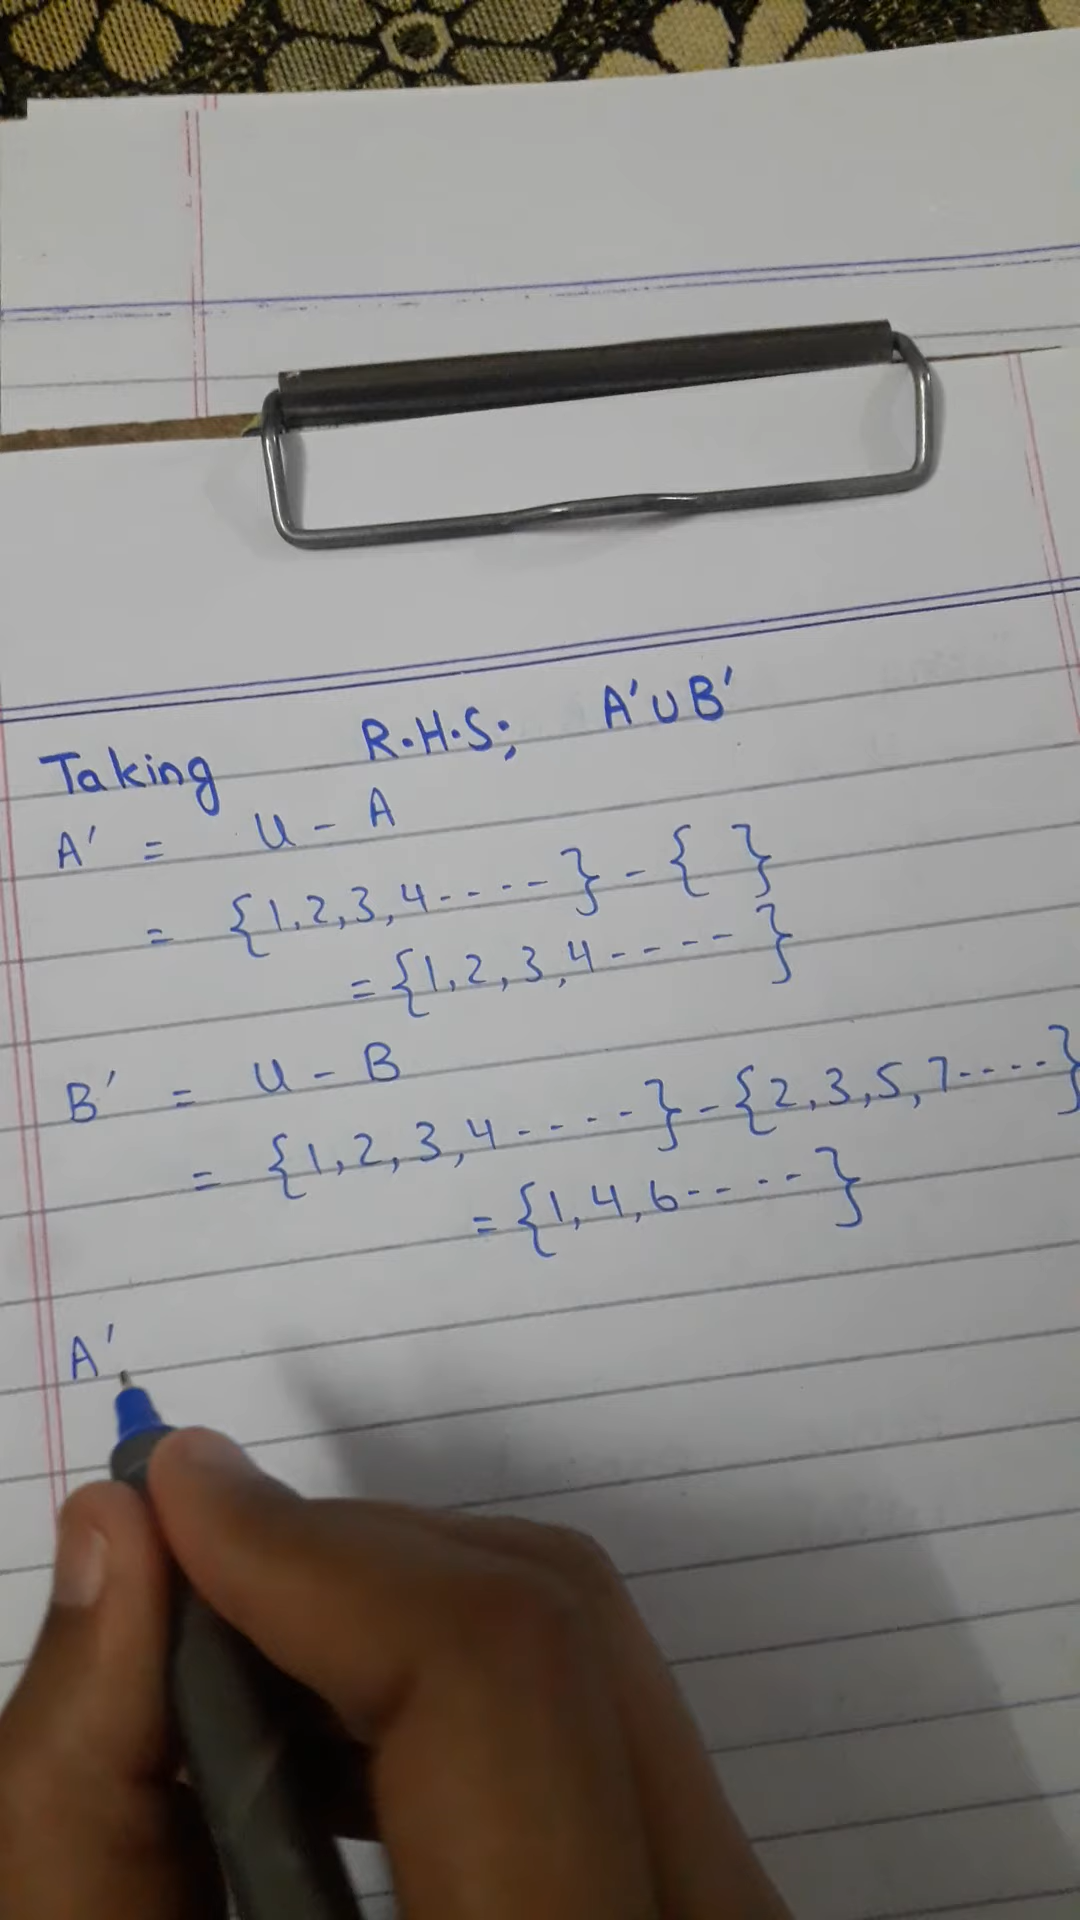 Taking R.H.S; A'∪B'
A' = U - A
= {1,2,3,4----} - { }
= {1,2,3,4----}
B' = U - B
= {1,2,3,4----} - {2,3,5,7----}
= {1,4,6----}
A'